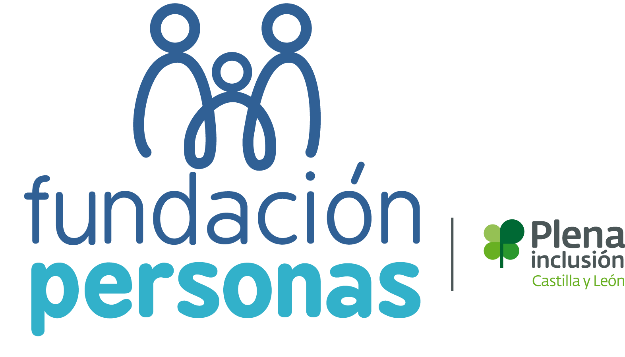 fundación
personas
Plena
inclusión
Castilla y León